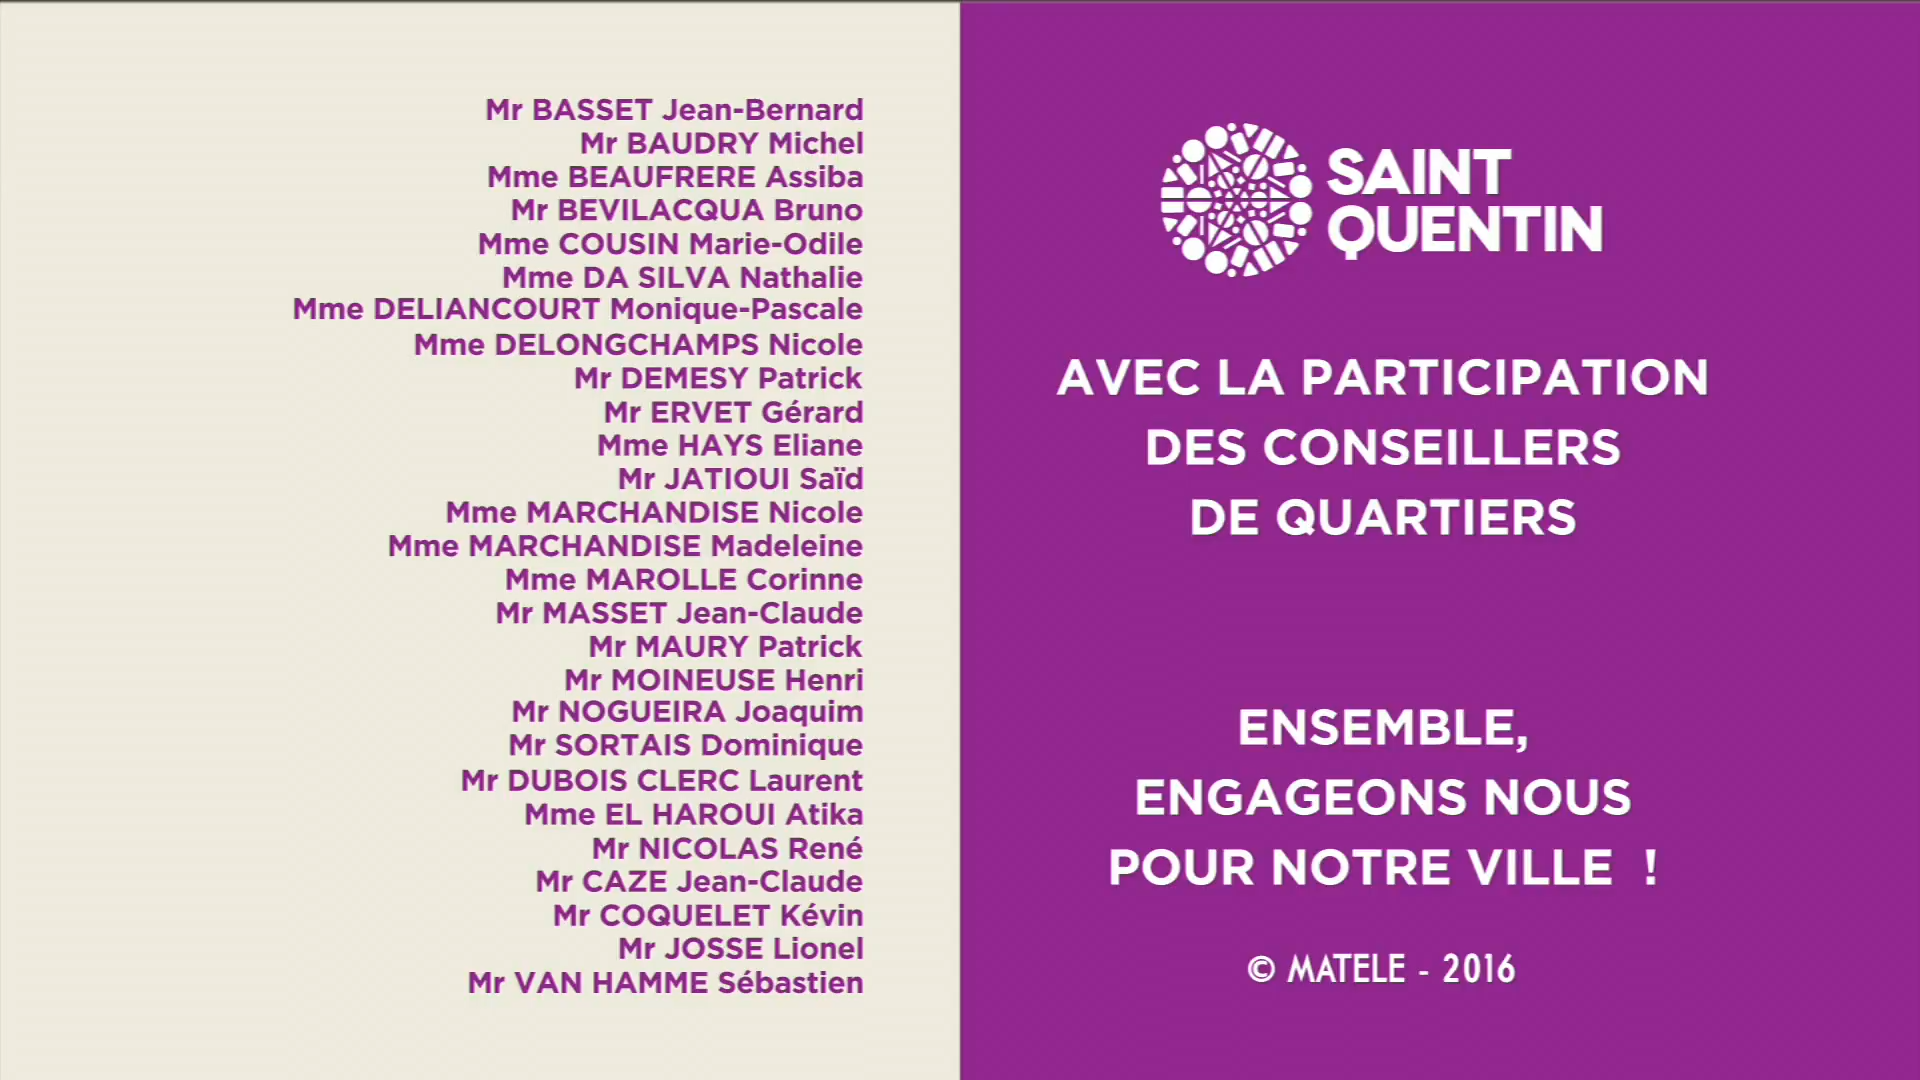 Mr BASSET Jean-Bernard
Mr BAUDRY Michel
Mme BEAUFRERE Assiba
Mr BEVILACQUA Bruno
Mme COUSIN Marie-Odile
Mme DA SILVA Nathalie
Mme DELIANCOURT Monique-Pascale
Mme DELONGCHAMPS Nicole
Mr DEMESY Patrick
Mr ERVET Gérard
Mme HAYS Eliane
Mr JATIOUI Saïd
Mme MARCHANDISE Nicole
Mme MARCHANDISE Madeleine
Mme MAROLLE Corinne
Mr MASSET Jean-Claude
Mr MAURY Patrick
Mr MOINEUSE Henri
Mr NOGUEIRA Joaquim
Mr SORTAIS Dominique
Mr DUBOIS CLERC Laurent
Mme EL HAROUI Atika
Mr NICOLAS René
Mr CAZE Jean-Claude
Mr COQUELET Kévin
Mr JOSSE Lionel
Mr VAN HAMME Sébastien
SAINT
QUENTIN
AVEC LA PARTICIPATION
DES CONSEILLERS
DE QUARTIERS
ENSEMBLE,
ENGAGEONS NOUS
POUR NOTRE VILLE !
© MATELE - 2016